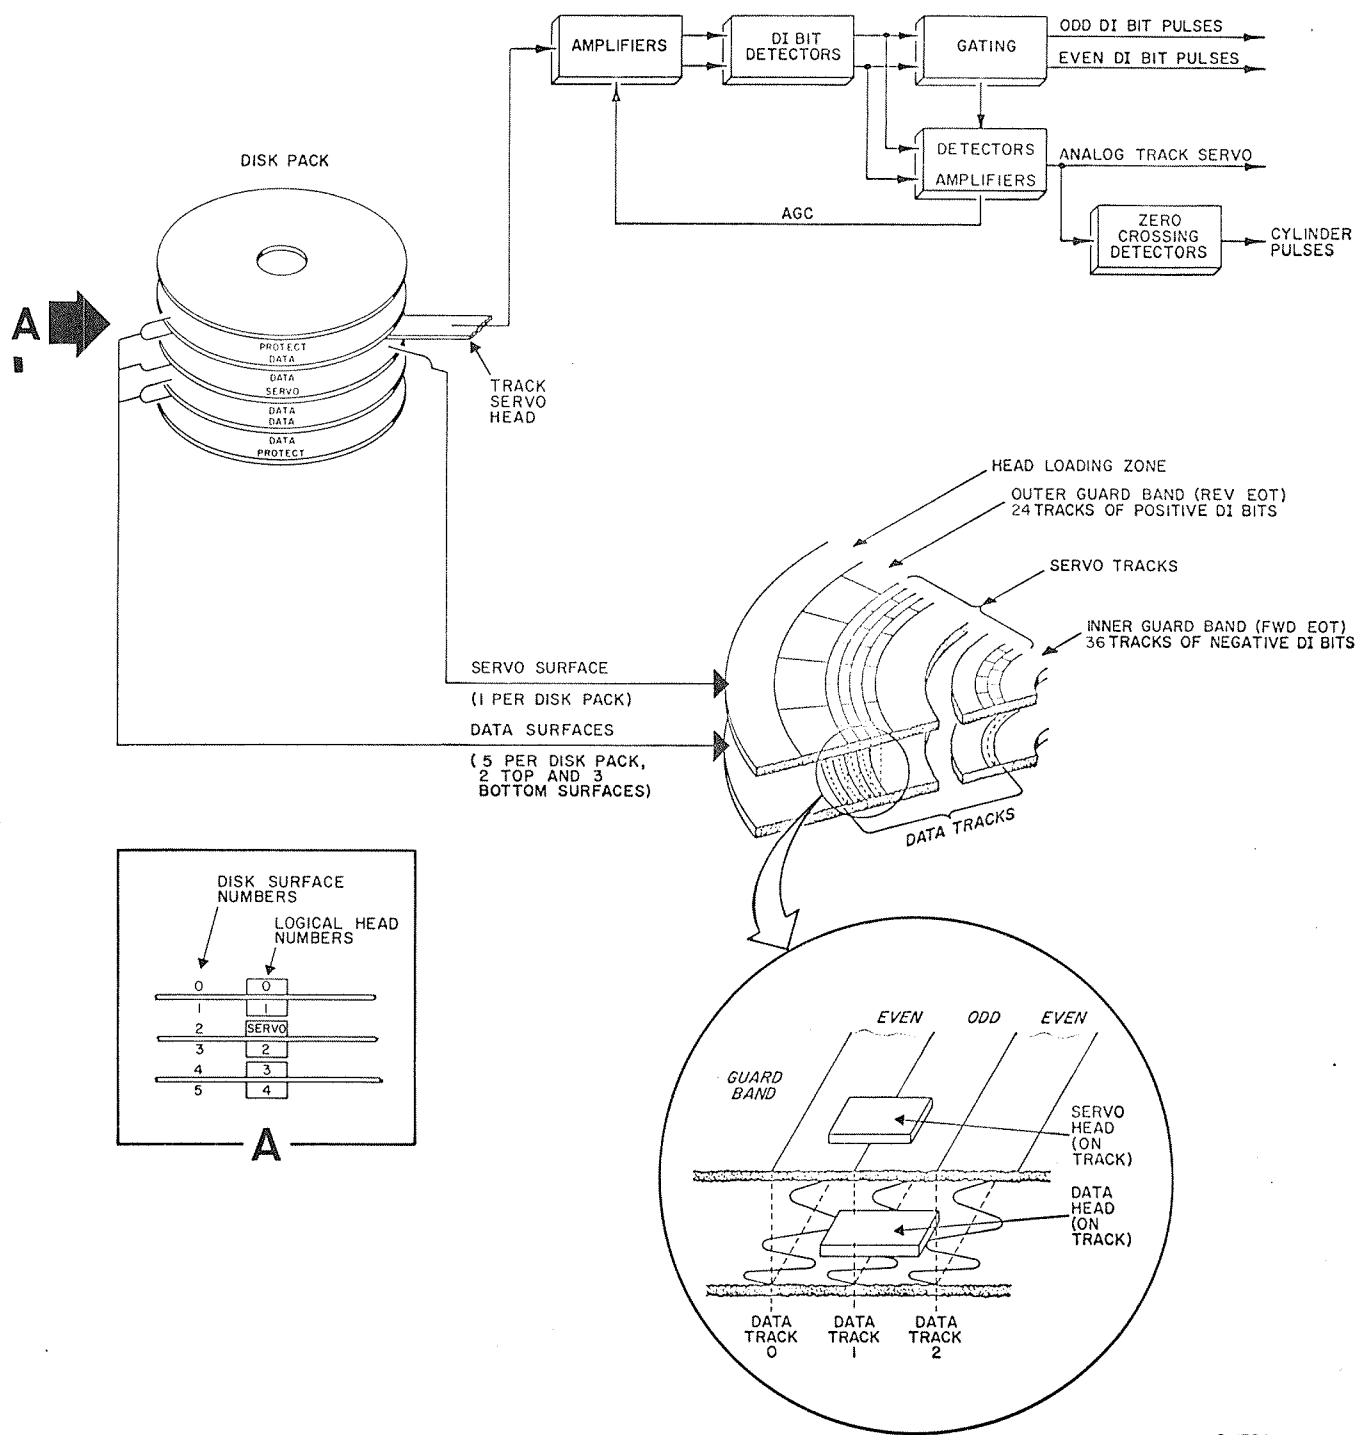 AMPLIFIERS
DI BIT
DETECTORS
GATING
ODD DI BIT PULSES
EVEN DI BIT PULSES
DETECTORS
AMPLIFIERS
ANALOG TRACK SERVO
AGC
ZERO
CROSSING
DETECTORS
CYLINDER
PULSES
DISK PACK
A
PROTECT
DATA
DATA
SERVO
DATA
DATA
DATA
PROTECT
TRACK
SERVO
HEAD
HEAD LOADING ZONE
OUTER GUARD BAND (REV EOT)
24 TRACKS OF POSITIVE DI BITS
SERVO TRACKS
INNER GUARD BAND (FWD EOT)
36 TRACKS OF NEGATIVE DI BITS
SERVO SURFACE
(1 PER DISK PACK)
DATA SURFACES
(5 PER DISK PACK,
2 TOP AND 3
BOTTOM SURFACES)
DATA TRACKS
DISK SURFACE
NUMBERS
LOGICAL HEAD
NUMBERS
0 0
1 1
2 SERVO
3 2
4 3
5 4
A
EVEN ODD EVEN
GUARD
BAND
SERVO
HEAD
(ON
TRACK)
DATA
HEAD
(ON
TRACK)
DATA
TRACK
0
DATA
TRACK
1
DATA
TRACK
2